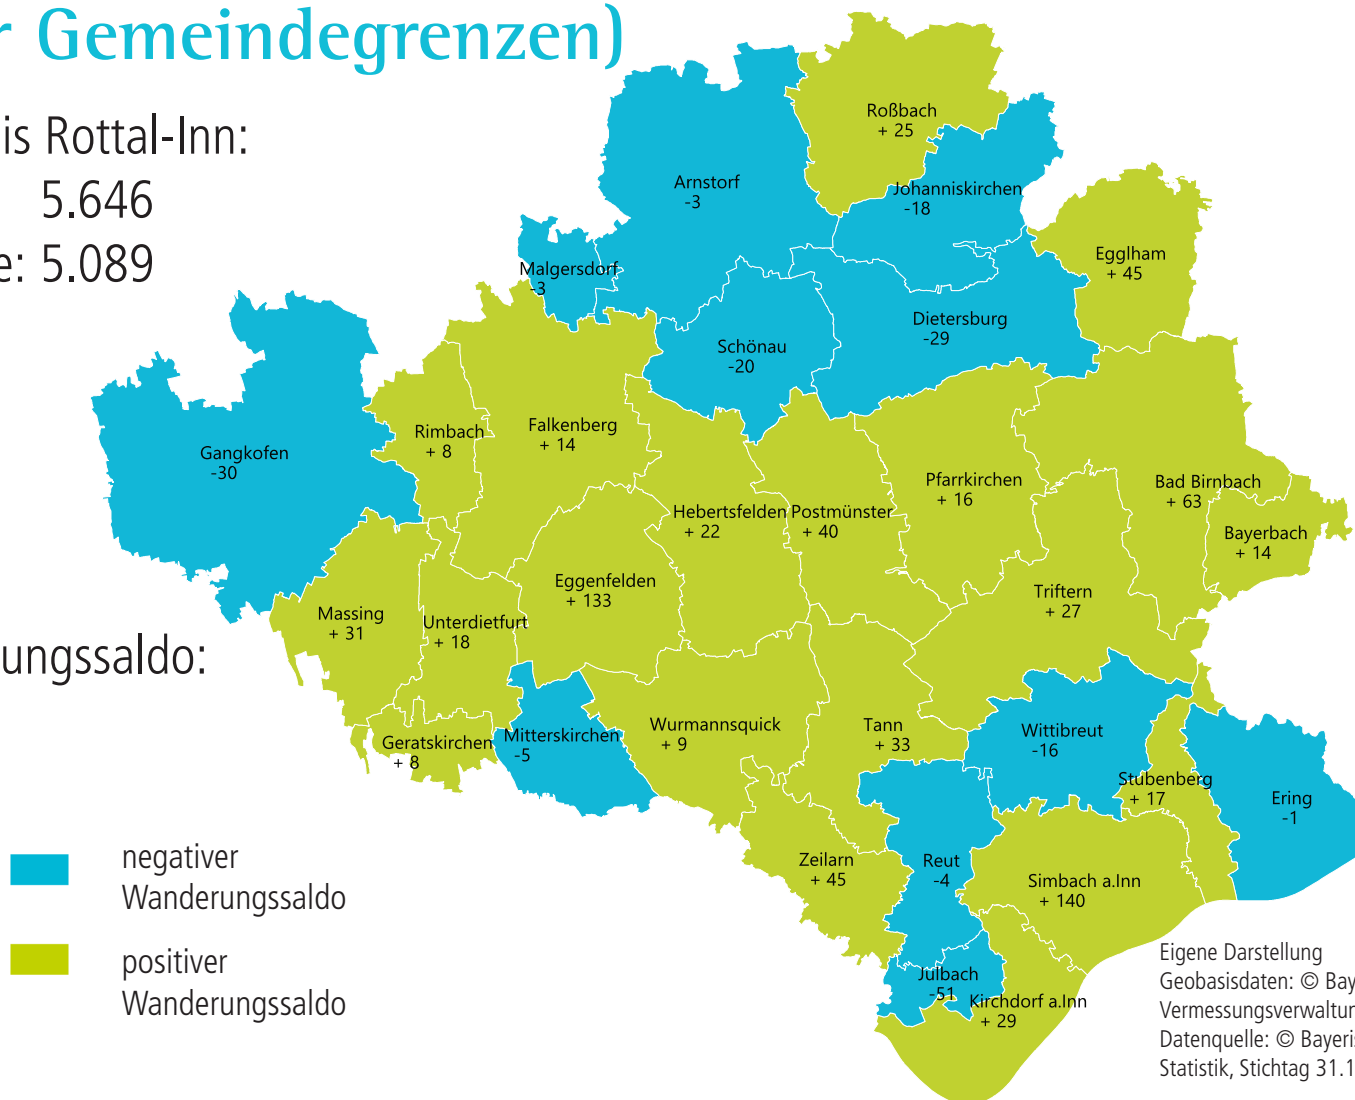 r Gemeindegrenzen)
is Rottal-Inn:
5.646
e: 5.089
Roßbach
+ 25
Arnstorf
-3
Johanniskirchen
-18
Egglham
+ 45
Malgersdorf
-3
Dietersburg
-29
Schönau
-20
Gangkofen
-30
Rimbach
+ 8
Falkenberg
+ 14
Pfarrkirchen
+ 16
Bad Birnbach
+ 63
Hebertsfelden
+ 22
Postmünster
+ 40
Bayerbach
+ 14
Eggenfelden
+ 133
Triftern
+ 27
Massing
+ 31
Unterdietfurt
+ 18
ungssaldo:
Geratskirchen
+ 8
Mitterskirchen
-5
Wurmannsquick
+ 9
Tann
+ 33
Wittibreut
-16
Stubenberg
+ 17
Ering
-1
Zeilarn
+ 45
Reut
-4
Simbach a.Inn
+ 140
Julbach
-51
Kirchdorf a.Inn
+ 29
negativer
Wanderungssaldo
positiver
Wanderungssaldo
Eigene Darstellung
Geobasisdaten: © Bay
Vermessungsverwaltun
Datenquelle: © Bayeris
Statistik, Stichtag 31.1